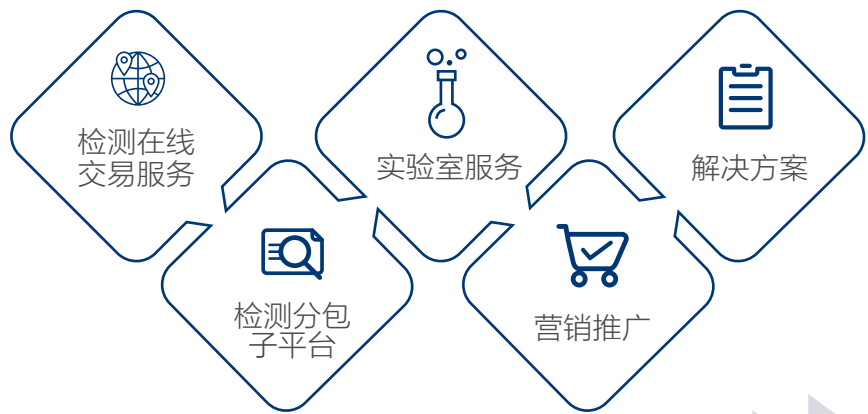 检测在线
交易服务
实验室服务
解决方案
检测分包
子平台
营销推广